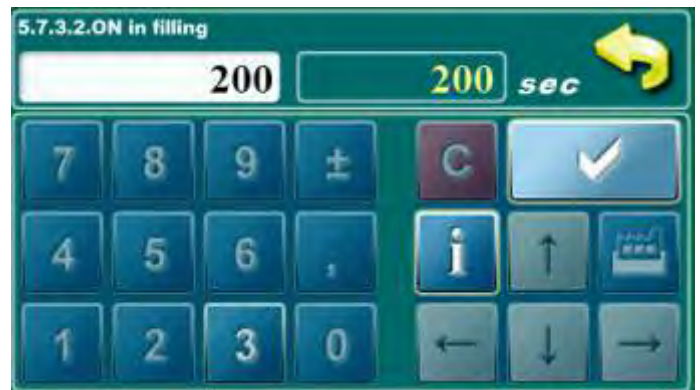 5.7.3.2.ON in filling
200 200 sec
7 8 9 ± C
4 5 6 , i ↑
1 2 3 0 ← ↓ →